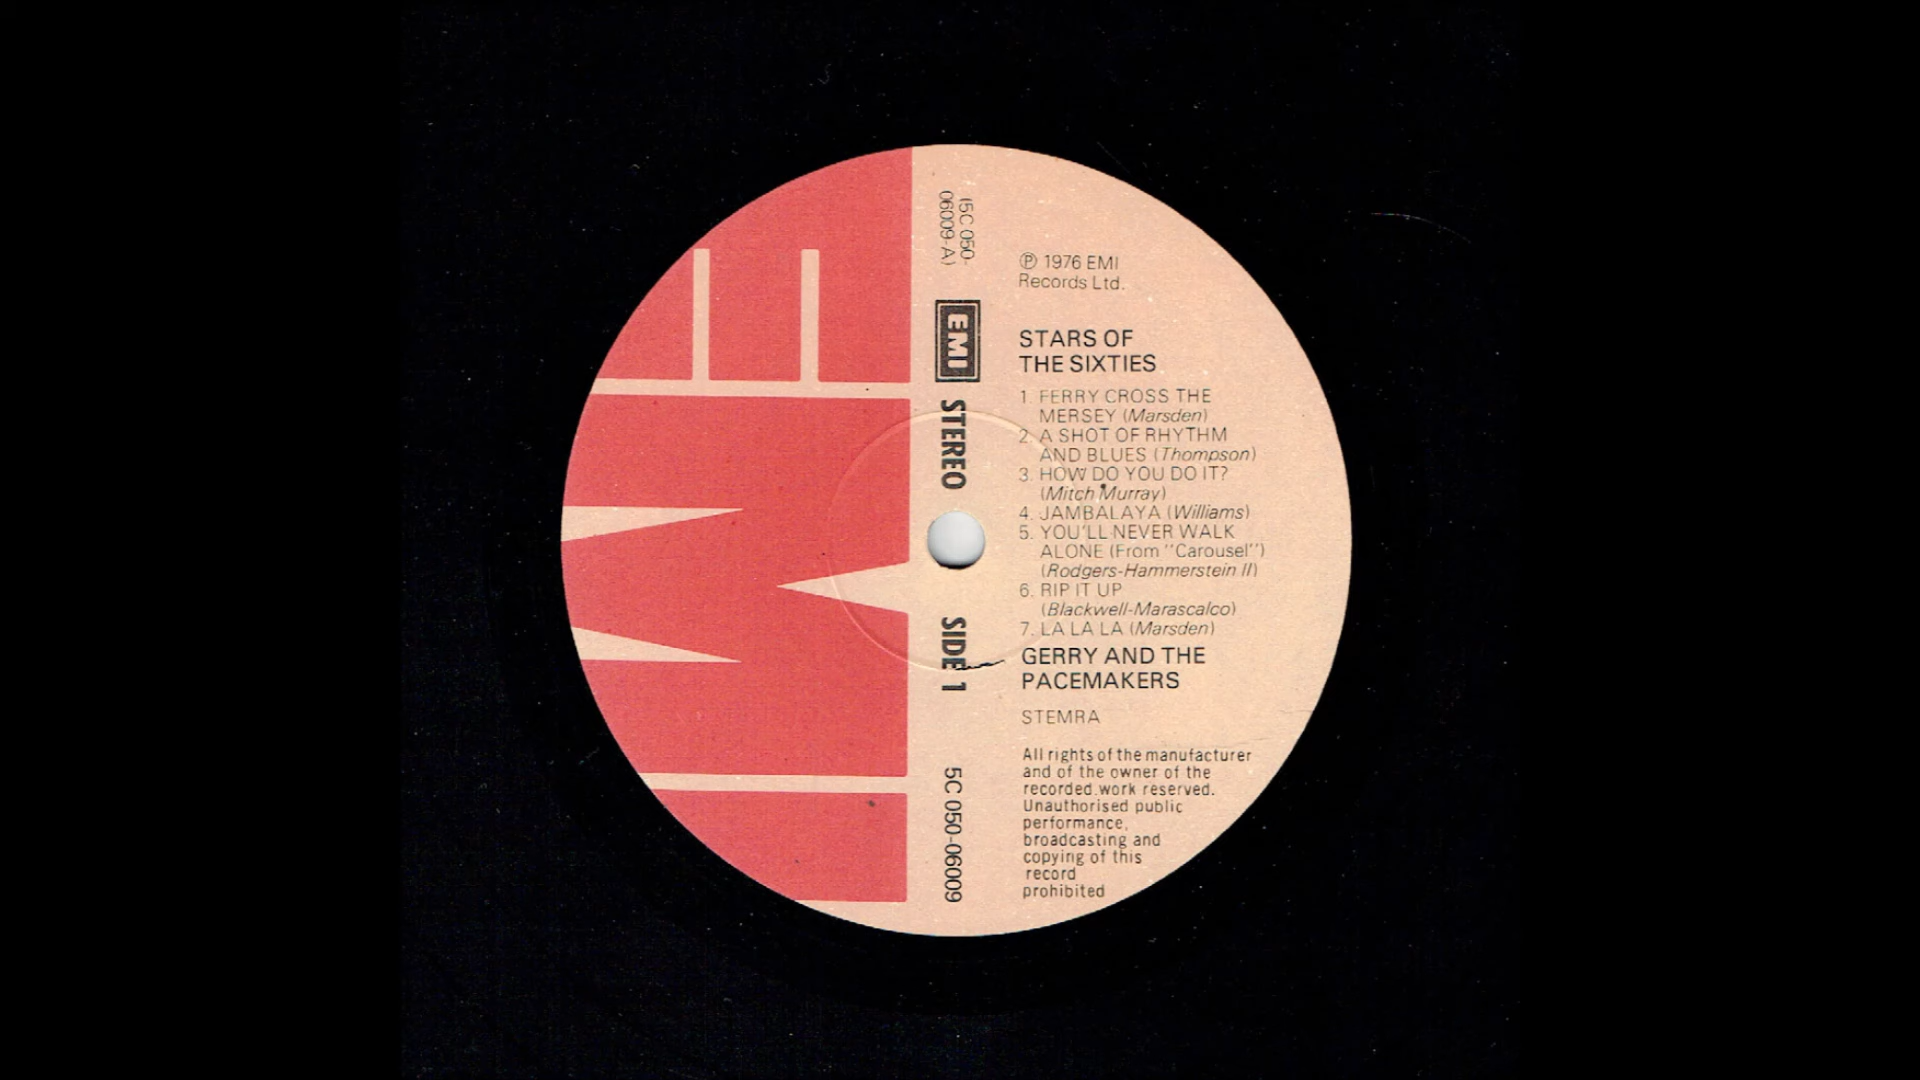 (5C 050-
06009-A)
EMI
STEREO
SIDE 1
5C 050-06009
℗ 1976 EMI
Records Ltd.
STARS OF
THE SIXTIES
1. FERRY CROSS THE
MERSEY (Marsden)
2. A SHOT OF RHYTHM
AND BLUES (Thompson)
3. HOW DO YOU DO IT?
(Mitch Murray)
4. JAMBALAYA (Williams)
5. YOU'LL NEVER WALK
ALONE (From "Carousel")
(Rodgers-Hammerstein II)
6. RIP IT UP
(Blackwell-Marascalco)
7. LA LA LA (Marsden)
GERRY AND THE
PACEMAKERS
STEMRA
All rights of the manufacturer
and of the owner of the
recorded work reserved.
Unauthorised public
performance,
broadcasting and
copying of this
record
prohibited
EMI